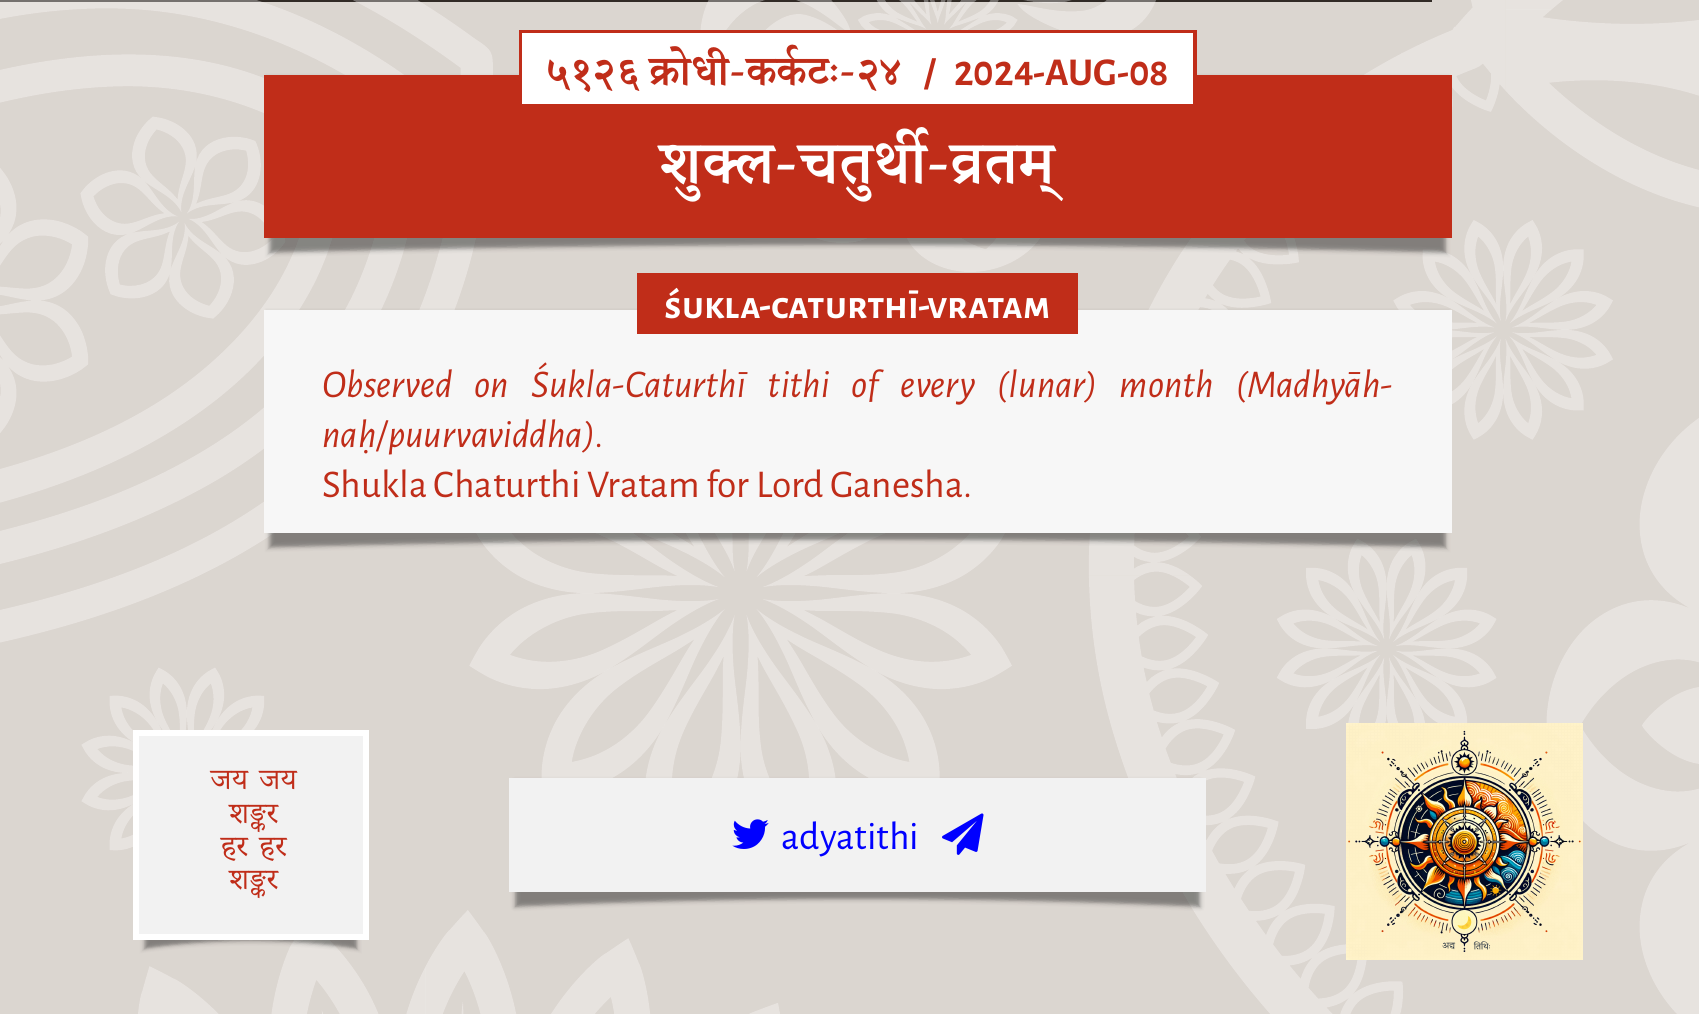 ५१२६ क्रोधी-कर्कटः-२४ / 2024-AUG-08
शुक्ल-चतुर्थी-व्रतम्
ŚUKLA-CATURTHĪ-VRATAM
Observed on Śukla-Caturthī tithi of every (lunar) month (Madhyāh-
naḥ/puurvaviddha).
Shukla Chaturthi Vratam for Lord Ganesha.
जय जय
शङ्कर
हर हर
शङ्कर
adyatithi
अद्य तिथिः